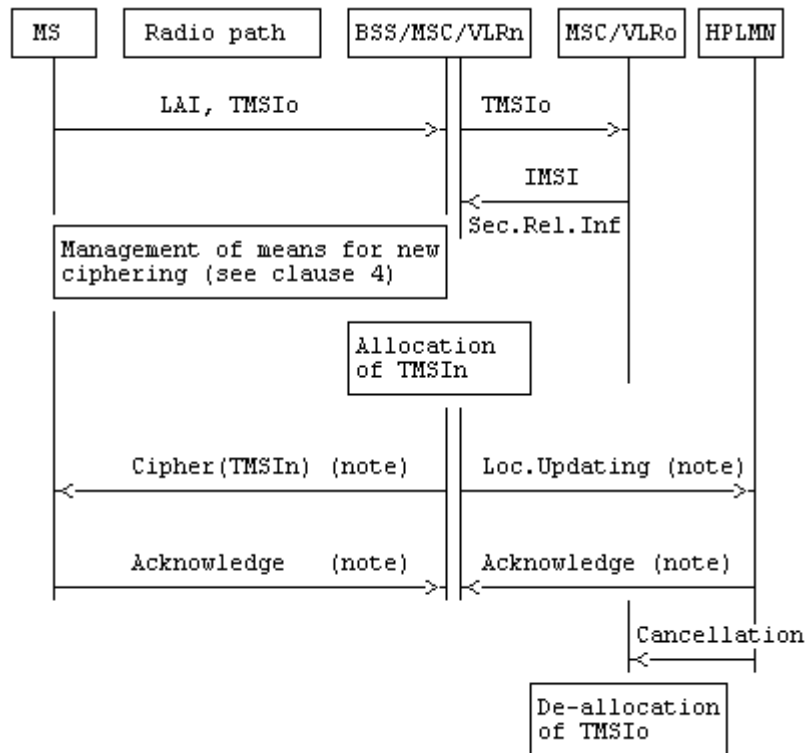 MS
Radio path
BSS/MSC/VLRn
MSC/VLRo
HPLMN
LAI, TMSIo
TMSIo
IMSI
Sec.Rel.Inf
Management of means for new
ciphering (see clause 4)
Allocation
of TMSIn
Cipher(TMSIn) (note)
Loc.Updating (note)
Acknowledge (note)
Acknowledge (note)
Cancellation
De-allocation
of TMSIo